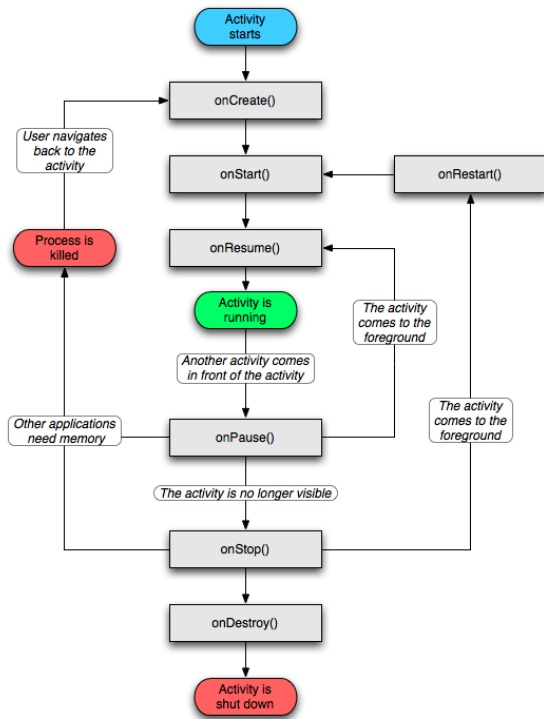 Activity
starts
onCreate()
User navigates
back to the
activity
onStart()
onRestart()
onResume()
Process is
killed
Activity is
running
The activity
comes to the
foreground
Another activity comes
in front of the activity
The activity
comes to the
foreground
Other applications
need memory
onPause()
The activity is no longer visible
onStop()
onDestroy()
Activity is
shut down